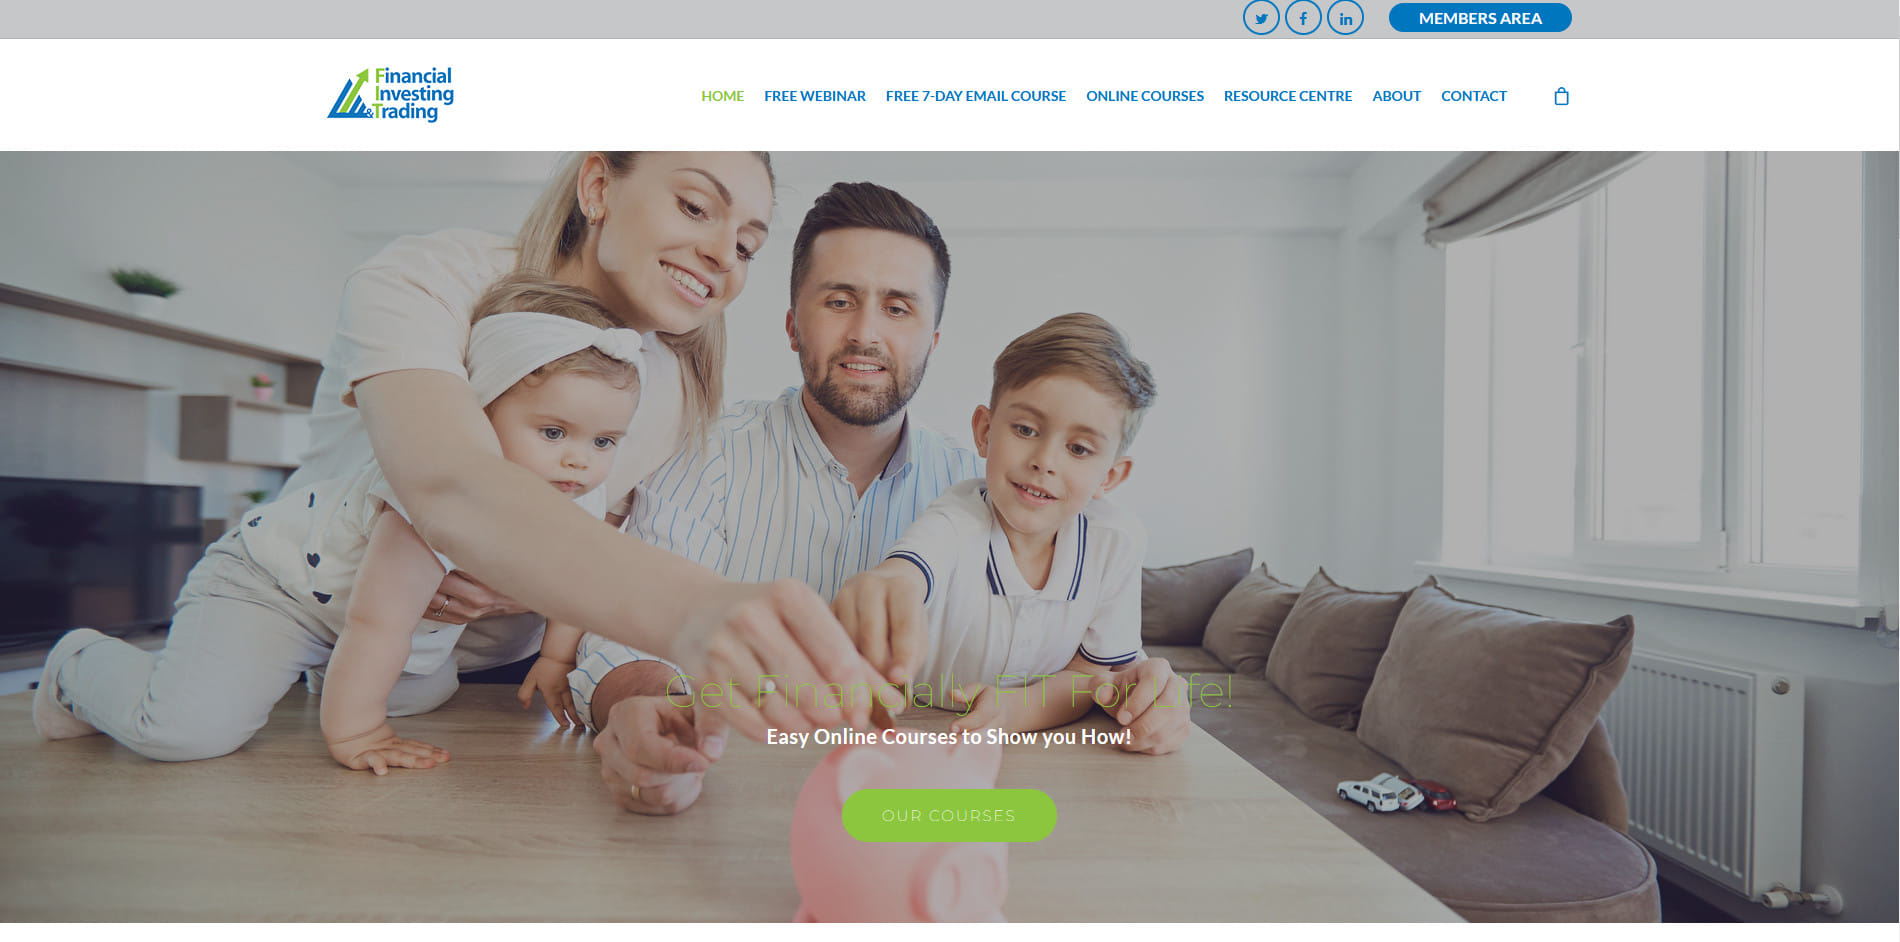 MEMBERS AREA
Financial
Investing
&Trading
HOME FREE WEBINAR FREE 7-DAY EMAIL COURSE ONLINE COURSES RESOURCE CENTRE ABOUT CONTACT
Get Financially FIT For Life!
Easy Online Courses to Show you How!
OUR COURSES